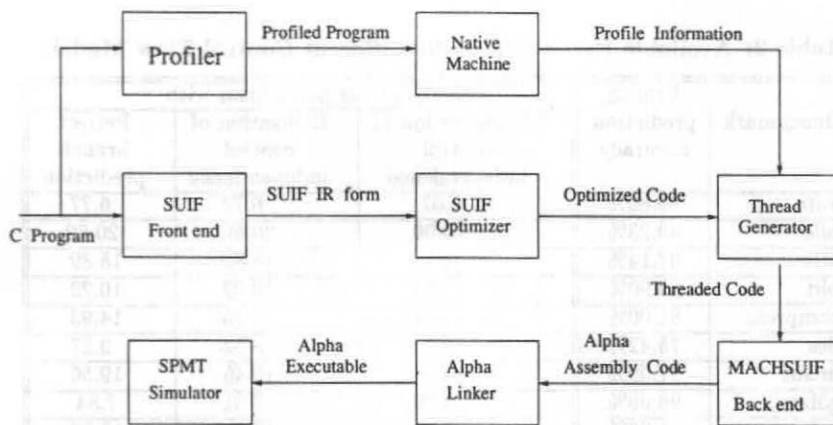 Profiler
Profiled Program
Native
Machine
Profile Information
C Program
SUIF
Front end
SUIF IR form
SUIF
Optimizer
Optimized Code
Thread
Generator
Threaded Code
SPMT
Simulator
Alpha
Executable
Alpha
Linker
Alpha
Assembly Code
MACHSUIF
Back end